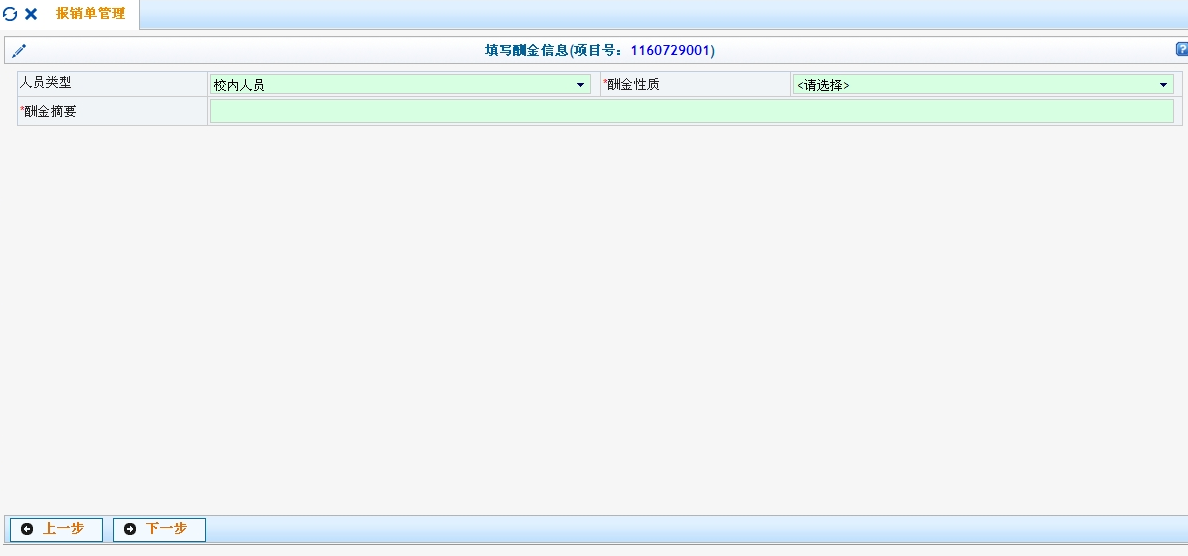 报销单管理
填写酬金信息(项目号：1160729001)
?
人员类型 校内人员 *酬金性质 <请选择>
*酬金摘要
上一步 下一步